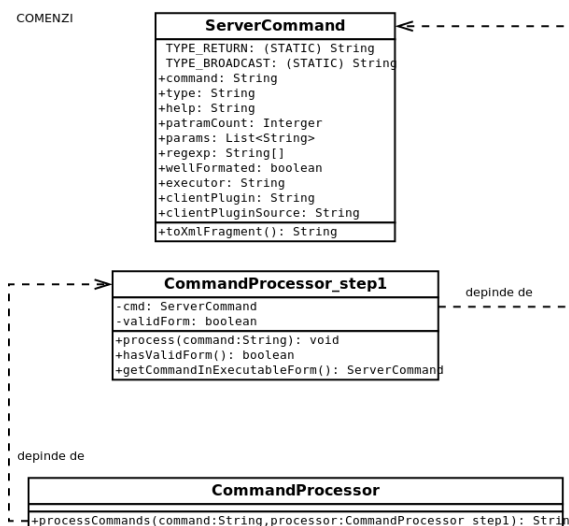 COMENZI
ServerCommand
TYPE_RETURN: (STATIC) String
TYPE_BROADCAST: (STATIC) String
+command: String
+type: String
+help: String
+patramCount: Interger
+params: List<String>
+regexp: String[]
+wellFormated: boolean
+executor: String
+clientPlugin: String
+clientPluginSource: String
+toXmlFragment(): String
CommandProcessor_step1
-cmd: ServerCommand
-validForm: boolean
+process(command:String): void
+hasValidForm(): boolean
+getCommandInExecutableForm(): ServerCommand
depinde de
depinde de
CommandProcessor
+processCommands(command:String,processor:CommandProcessor_step1): Strin